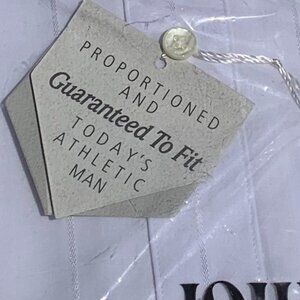 PROPORTIONED
AND
Guaranteed To Fit
TODAY'S
ATHLETIC
MAN